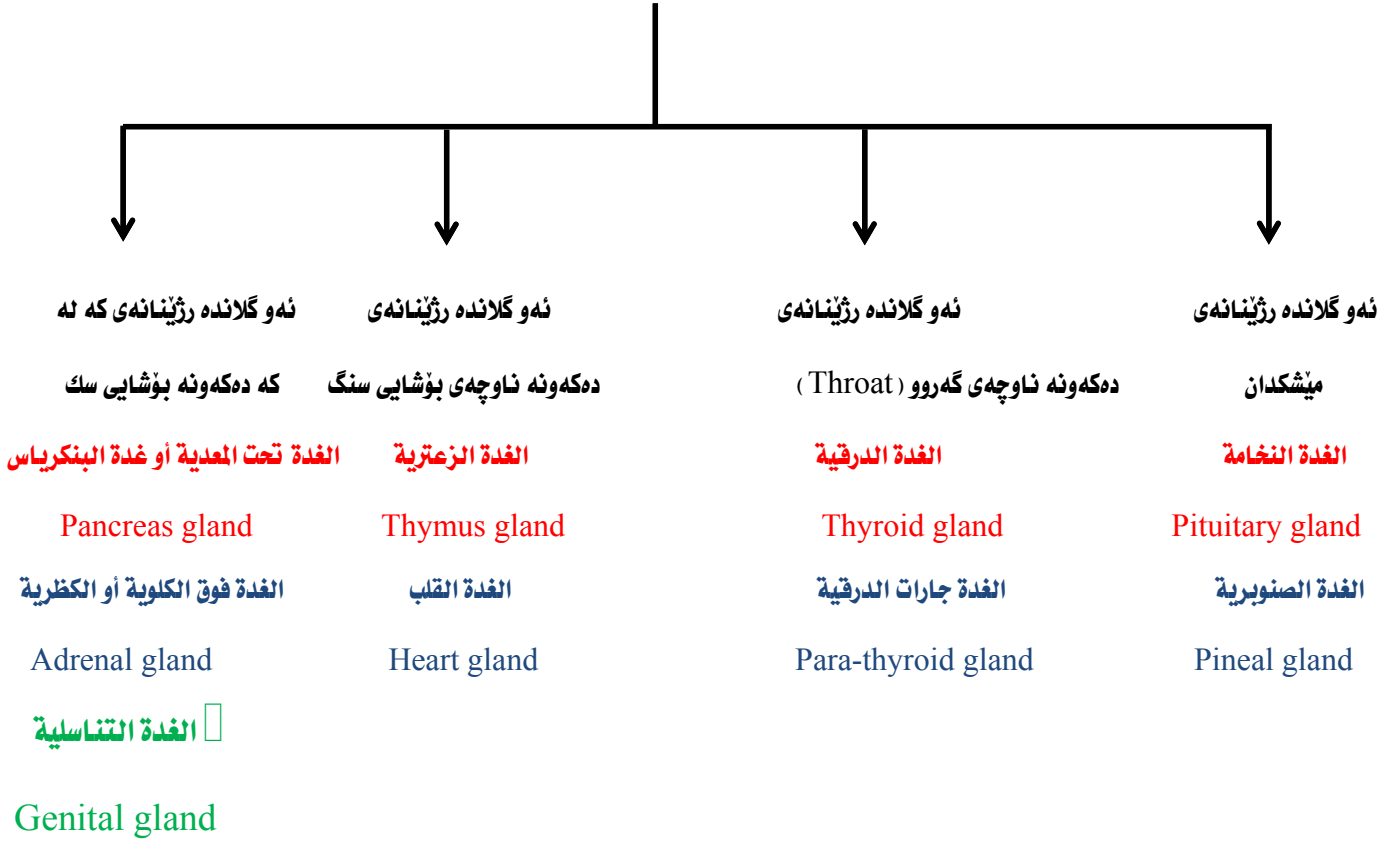 ئەو گلاندە رژێنانەی
مێشکدان
الغدة النخامة
Pituitary gland
الغدة الصنوبرية
Pineal gland
ئەو گلاندە رژێنانەی
دەکەونە ناوچەی گەروو (Throat)
الغدة الدرقية
Thyroid gland
الغدة جارات الدرقية
Para-thyroid gland
ئەو گلاندە رژێنانەی
دەکەونە ناوچەی بۆشایی سنگ
الغدة الزعترية
Thymus gland
الغدة القلب
Heart gland
ئەو گلاندە رژێنانەی کە لە
کە دەکەونە بۆشایی سك
الغدة تحت المعدية أو غدة البنكرياس
Pancreas gland
الغدة فوق الكلوية أو الكظرية
Adrenal gland
الغدة التناسلية
Genital gland